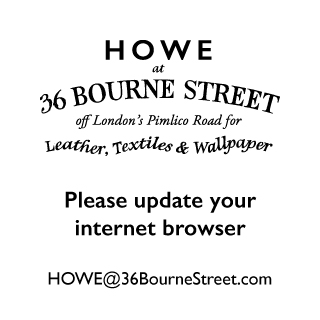 HOWE
at
36 BOURNE STREET
off London's Pimlico Road for
Leather, Textiles & Wallpaper
Please update your
internet browser
HOWE@36BourneStreet.com